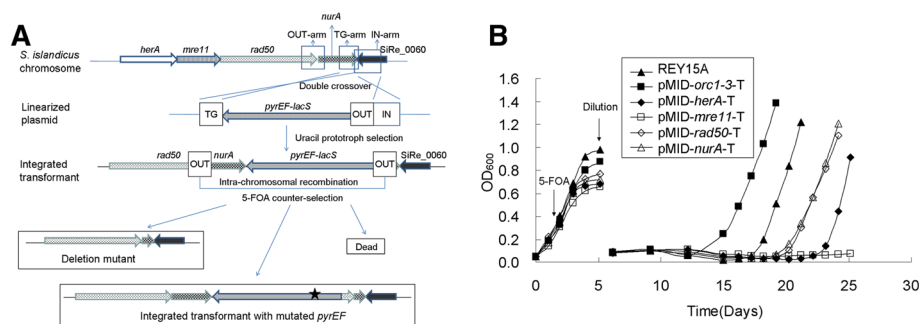 A
S. islandicus
chromosome
herA
mre11
rad50
OUT-arm
nurA
TG-arm
IN-arm
SiRe_0060
Double crossover
Linearized
plasmid
TG
pyrEF-lacS
OUT
IN
Uracil prototroph selection
Integrated
transformant
rad50
OUT
nurA
pyrEF-lacS
OUT
SiRe_0060
Intra-chromosomal recombination
5-FOA counter-selection
Deletion mutant
Dead
Integrated transformant with mutated pyrEF
B
REY15A
pMID-orc1-3-T
pMID-herA-T
pMID-mre11-T
pMID-rad50-T
pMID-nurA-T
Dilution
5-FOA
OD600
1.6
1.4
1.2
1.0
0.8
0.6
0.4
0.2
0.0
0 5 10 15 20 25 30
Time(Days)